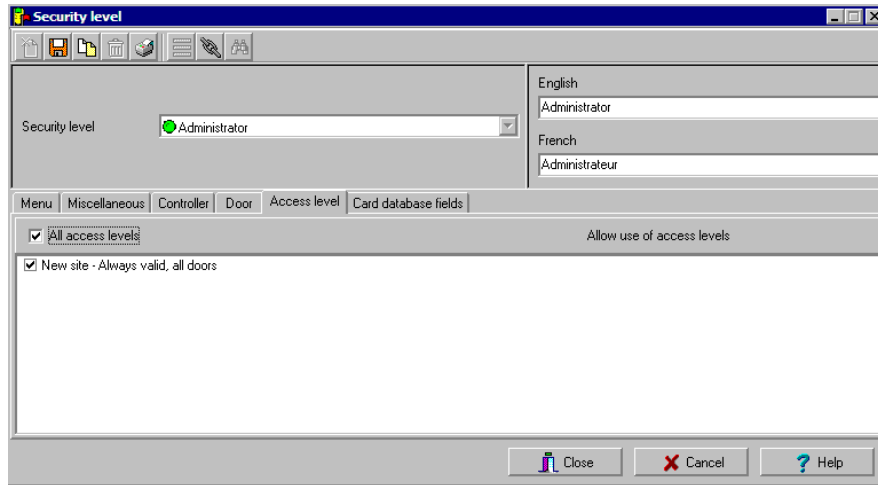 Security level
English
Administrator
Security level
Administrator
French
Administrateur
Menu Miscellaneous Controller Door Access level Card database fields
All access levels Allow use of access levels
New site - Always valid, all doors
Close Cancel Help